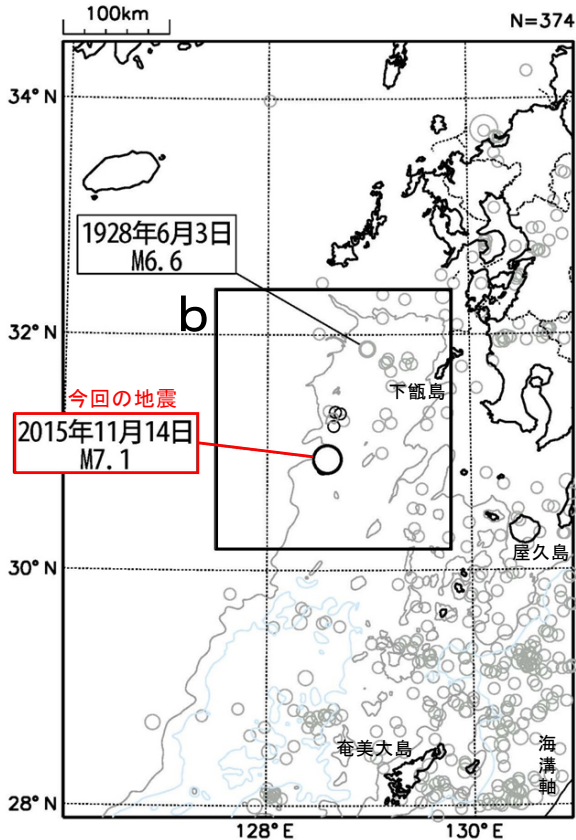 100km
N=374
34°N
1928年6月3日
M6.6
b
32°N
今回の地震
下甑島
2015年11月14日
M7.1
屋久島
30°N
奄美大島
海溝軸
28°N
128°E
130°E